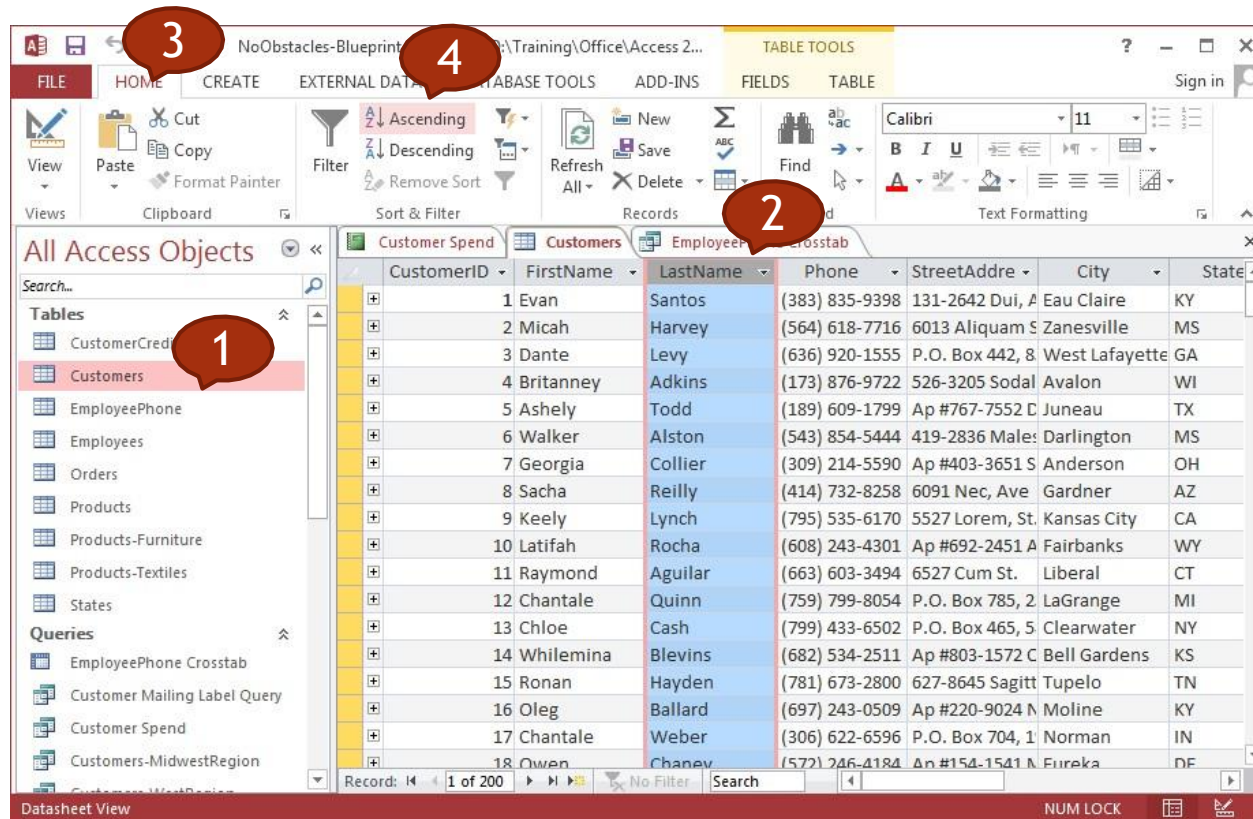 3
NoObstacles-Blueprint :\Training\Office\Access 2... TABLE TOOLS ?
4
FILE HOME CREATE EXTERNAL DATA DATABASE TOOLS ADD-INS FIELDS TABLE Sign in
View
Paste
Cut
Copy
Format Painter
Filter
Ascending
Descending
Remove Sort
Refresh All
New
Save
Delete
Find
Calibri 11
B I U
Views Clipboard Sort & Filter Records Text Formatting
2
All Access Objects
Search...
Tables
CustomerCredi
1
Customers
EmployeePhone
Employees
Orders
Products
Products-Furniture
Products-Textiles
States
Queries
EmployeePhone Crosstab
Customer Mailing Label Query
Customer Spend
Customers-MidwestRegion
Customer Spend Customers EmployeeP Crosstab
CustomerID FirstName LastName Phone StreetAddre City State
1 Evan Santos (383) 835-9398 131-2642 Dui, A Eau Claire KY
2 Micah Harvey (564) 618-7716 6013 Aliquam S Zanesville MS
3 Dante Levy (636) 920-1555 P.O. Box 442, 8 West Lafayette GA
4 Britanney Adkins (173) 876-9722 526-3205 Sodal Avalon WI
5 Ashely Todd (189) 609-1799 Ap #767-7552 D Juneau TX
6 Walker Alston (543) 854-5444 419-2836 Males Darlington MS
7 Georgia Collier (309) 214-5590 Ap #403-3651 S Anderson OH
8 Sacha Reilly (414) 732-8258 6091 Nec, Ave Gardner AZ
9 Keely Lynch (795) 535-6170 5527 Lorem, St. Kansas City CA
10 Latifah Rocha (608) 243-4301 Ap #692-2451 A Fairbanks WY
11 Raymond Aguilar (663) 603-3494 6527 Cum St. Liberal CT
12 Chantale Quinn (759) 799-8054 P.O. Box 785, 2 LaGrange MI
13 Chloe Cash (799) 433-6502 P.O. Box 465, 5 Clearwater NY
14 Whilemina Blevins (682) 534-2511 Ap #803-1572 C Bell Gardens KS
15 Ronan Hayden (781) 673-2800 627-8645 Sagitt Tupelo TN
16 Oleg Ballard (697) 243-0509 Ap #220-9024 N Moline KY
17 Chantale Weber (306) 622-6596 P.O. Box 704, 1 Norman IN
18 Owen Chaney (572) 246-4184 Ap #154-1541 N Eureka DE
Record: 1 of 200 No Filter Search
Datasheet View NUM LOCK